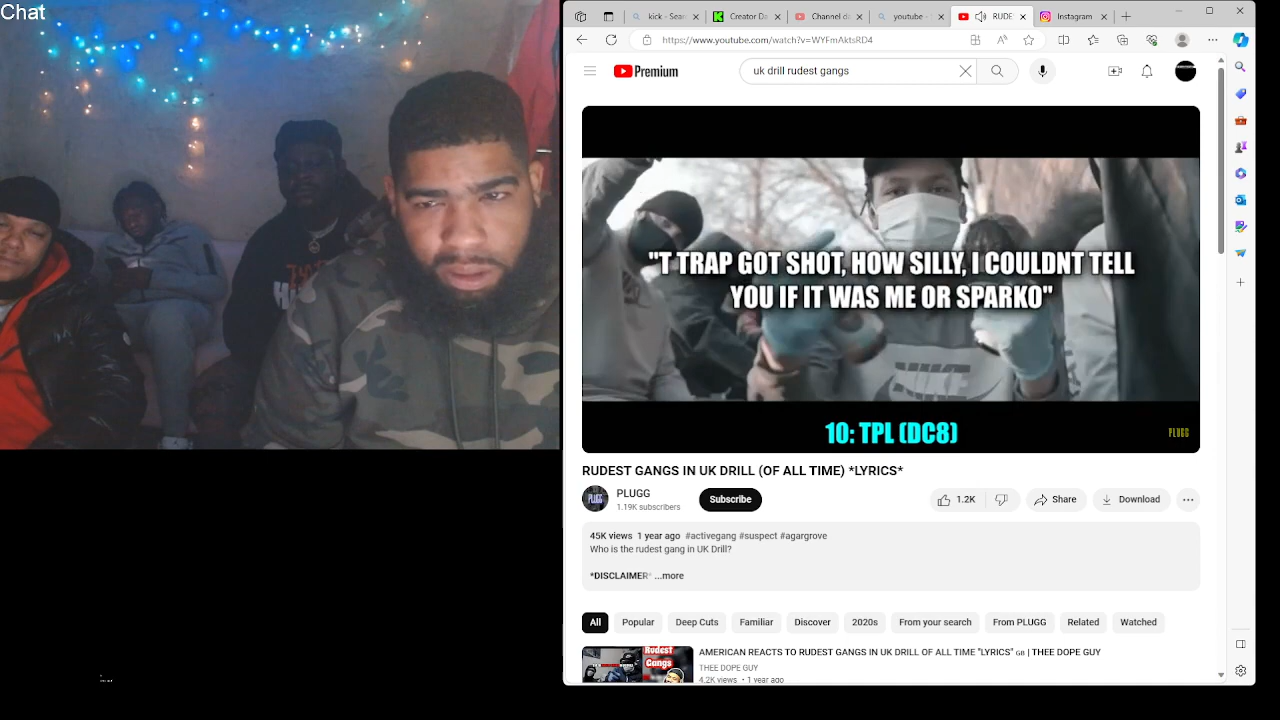 Chat
kick - Sear
Creator Da
Channel da
youtube -
RUDE
Instagram
https://www.youtube.com/watch?v=WYFmAktsRD4
Premium
uk drill rudest gangs
"T TRAP GOT SHOT, HOW SILLY, I COULDNT TELL
YOU IF IT WAS ME OR SPARKO"
10: TPL (DC8)
PLUGG
RUDEST GANGS IN UK DRILL (OF ALL TIME) *LYRICS*
PLUGG
1.19K subscribers
Subscribe
1.2K
Share
Download
45K views 1 year ago #activegang #suspect #agargrove
Who is the rudest gang in UK Drill?
*DISCLAIMER* ...more
All
Popular
Deep Cuts
Familiar
Discover
2020s
From your search
From PLUGG
Related
Watched
Rudest
Gangs
AMERICAN REACTS TO RUDEST GANGS IN UK DRILL OF ALL TIME "LYRICS" GB | THEE DOPE GUY
THEE DOPE GUY
4.2K views • 1 year ago